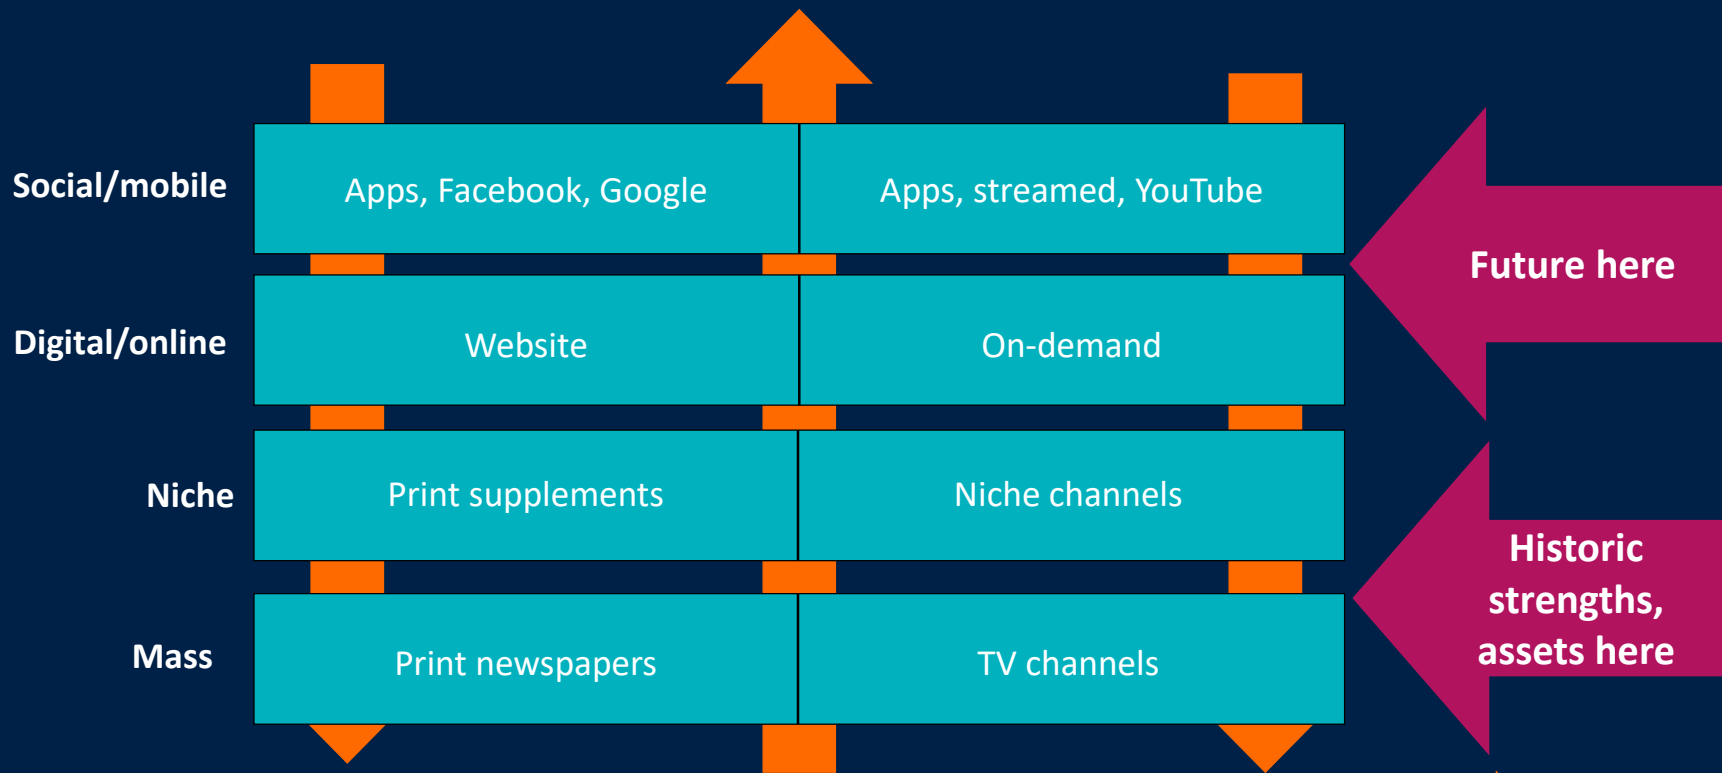 Social/mobile
Apps, Facebook, Google
Apps, streamed, YouTube
Future here
Digital/online
Website
On-demand
Niche
Print supplements
Niche channels
Historic
strengths,
assets here
Mass
Print newspapers
TV channels